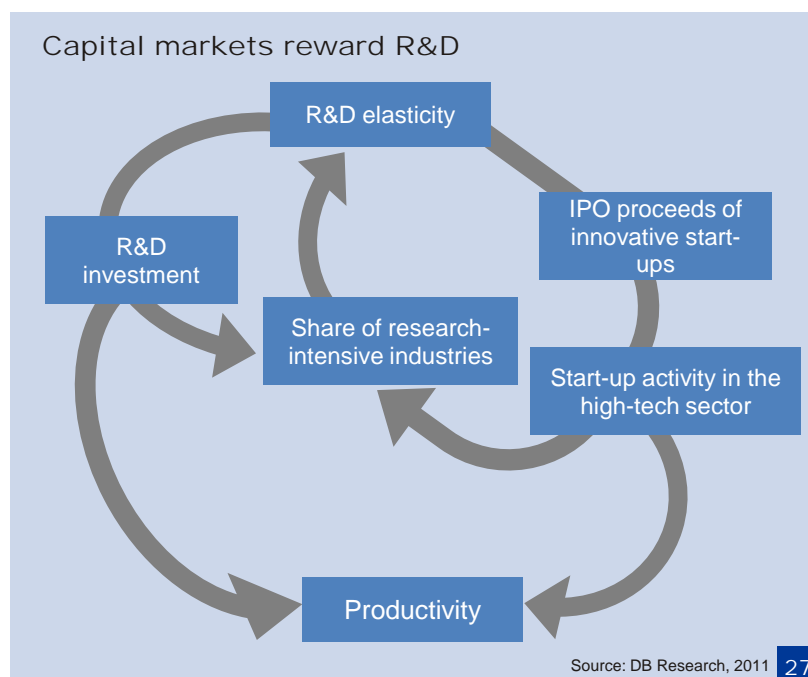 Capital markets reward R&D
R&D elasticity
IPO proceeds of
innovative start-
ups
R&D
investment
Share of research-
intensive industries
Start-up activity in the
high-tech sector
Productivity
Source: DB Research, 2011
27